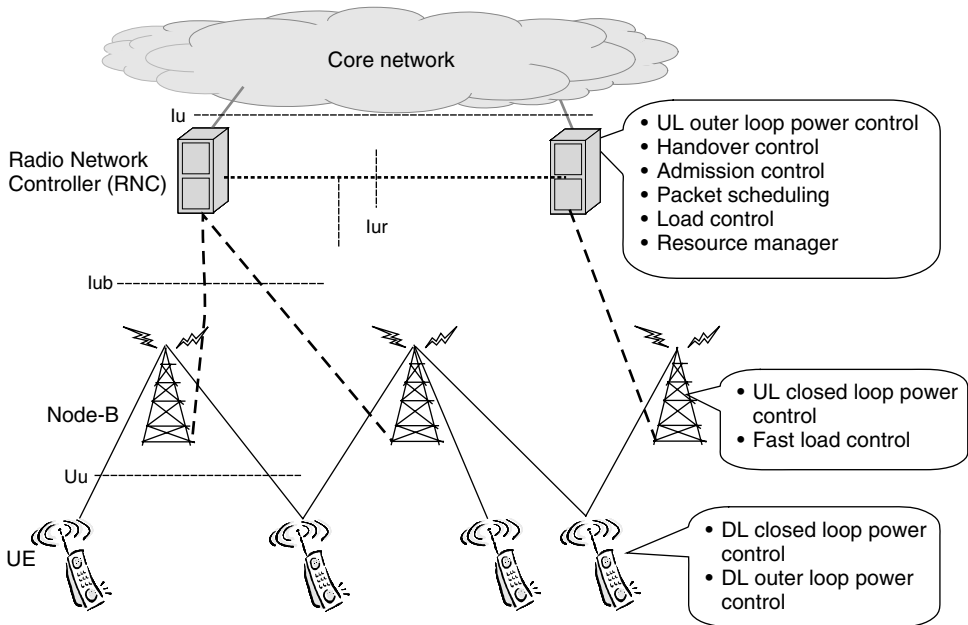 Core network
Iu
Radio Network
Controller (RNC)
• UL outer loop power control
• Handover control
• Admission control
• Packet scheduling
• Load control
• Resource manager
Iur
Iub
Node-B
• UL closed loop power
control
• Fast load control
Uu
UE
• DL closed loop power
control
• DL outer loop power
control